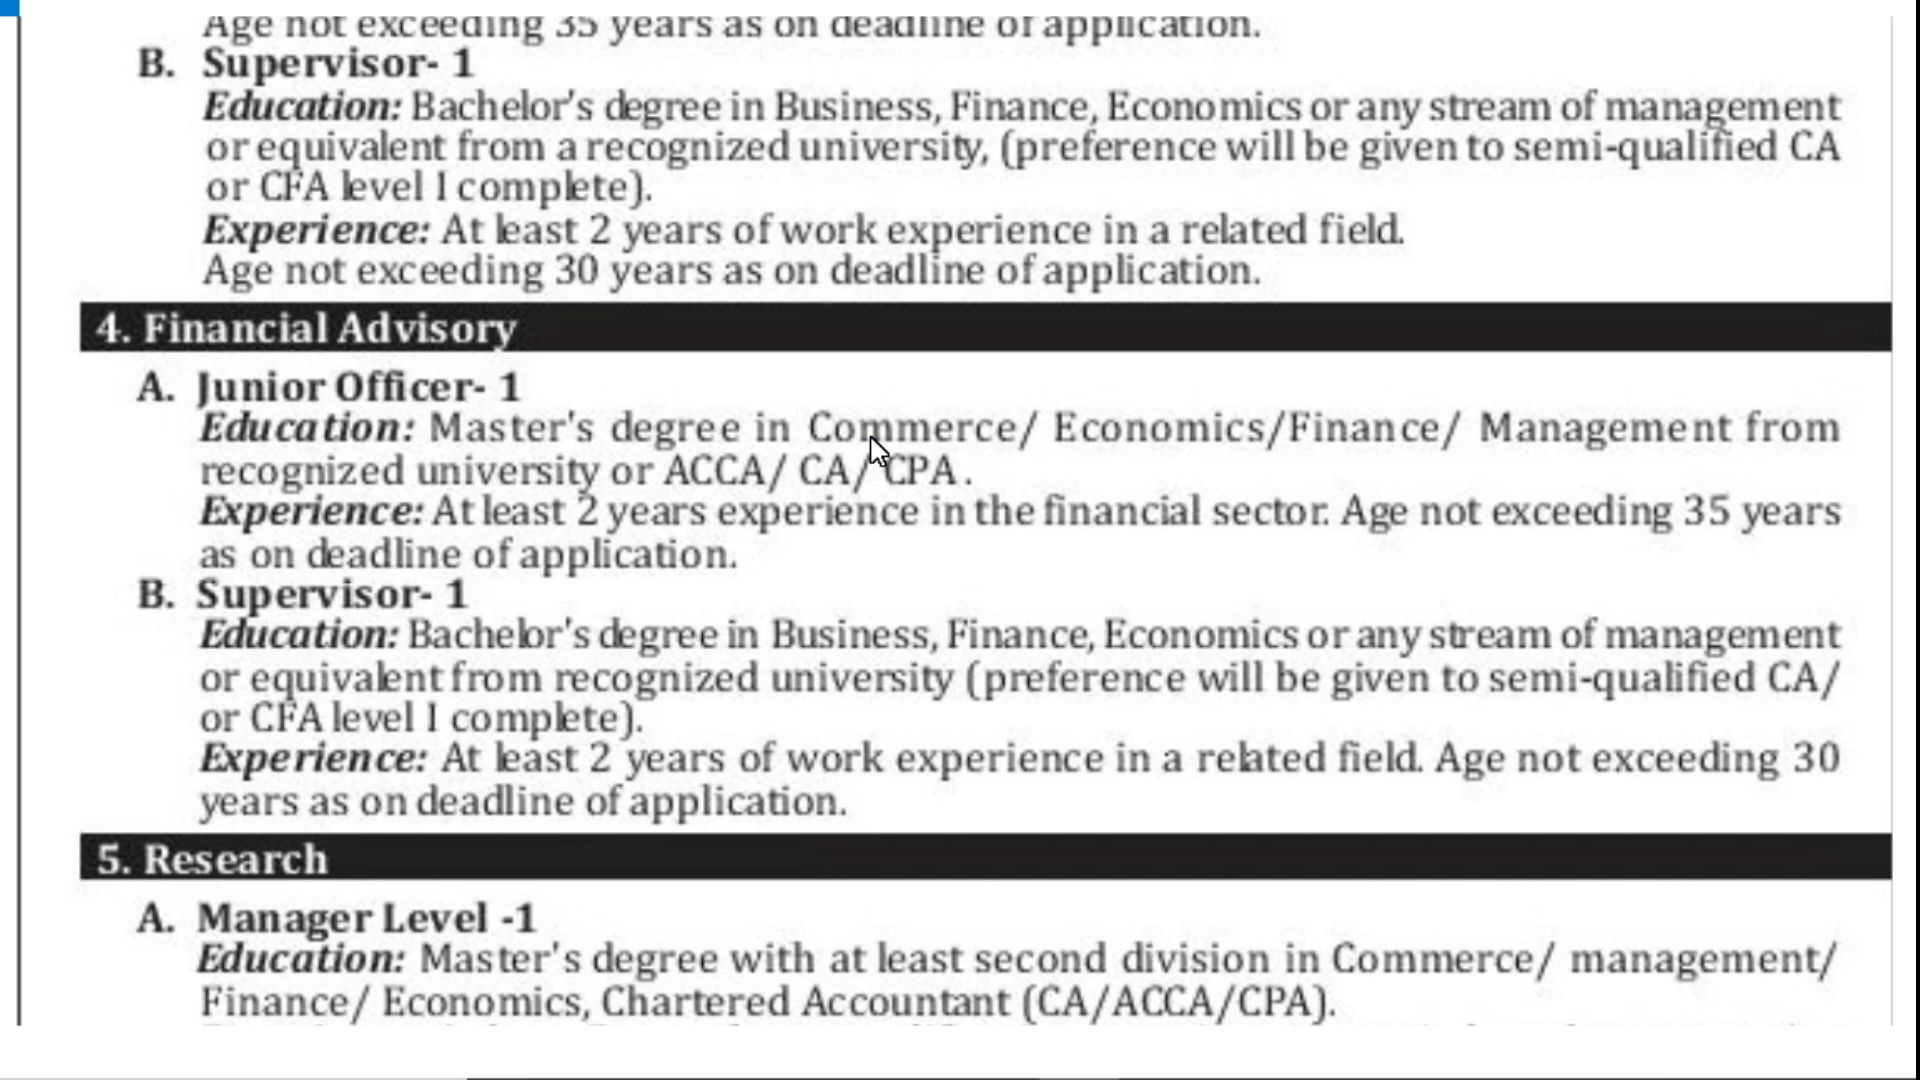 Age not exceeding 35 years as on deadline of application.
B. Supervisor- 1
Education: Bachelor's degree in Business, Finance, Economics or any stream of management
or equivalent from a recognized university, (preference will be given to semi-qualified CA
or CFA level I complete).
Experience: At least 2 years of work experience in a related field.
Age not exceeding 30 years as on deadline of application.
4. Financial Advisory
A. Junior Officer- 1
Education: Master's degree in Commerce/ Economics/Finance/ Management from
recognized university or ACCA/ CA/ CPA.
Experience: At least 2 years experience in the financial sector. Age not exceeding 35 years
as on deadline of application.
B. Supervisor- 1
Education: Bachelor's degree in Business, Finance, Economics or any stream of management
or equivalent from recognized university (preference will be given to semi-qualified CA/
or CFA level I complete).
Experience: At least 2 years of work experience in a related field. Age not exceeding 30
years as on deadline of application.
5. Research
A. Manager Level -1
Education: Master's degree with at least second division in Commerce/ management/
Finance/ Economics, Chartered Accountant (CA/ACCA/CPA).